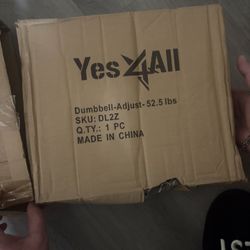 Yes4All
Dumbbell-Adjust- 52.5 lbs
SKU: DL2Z
Q.TY.: 1 PC
MADE IN CHINA